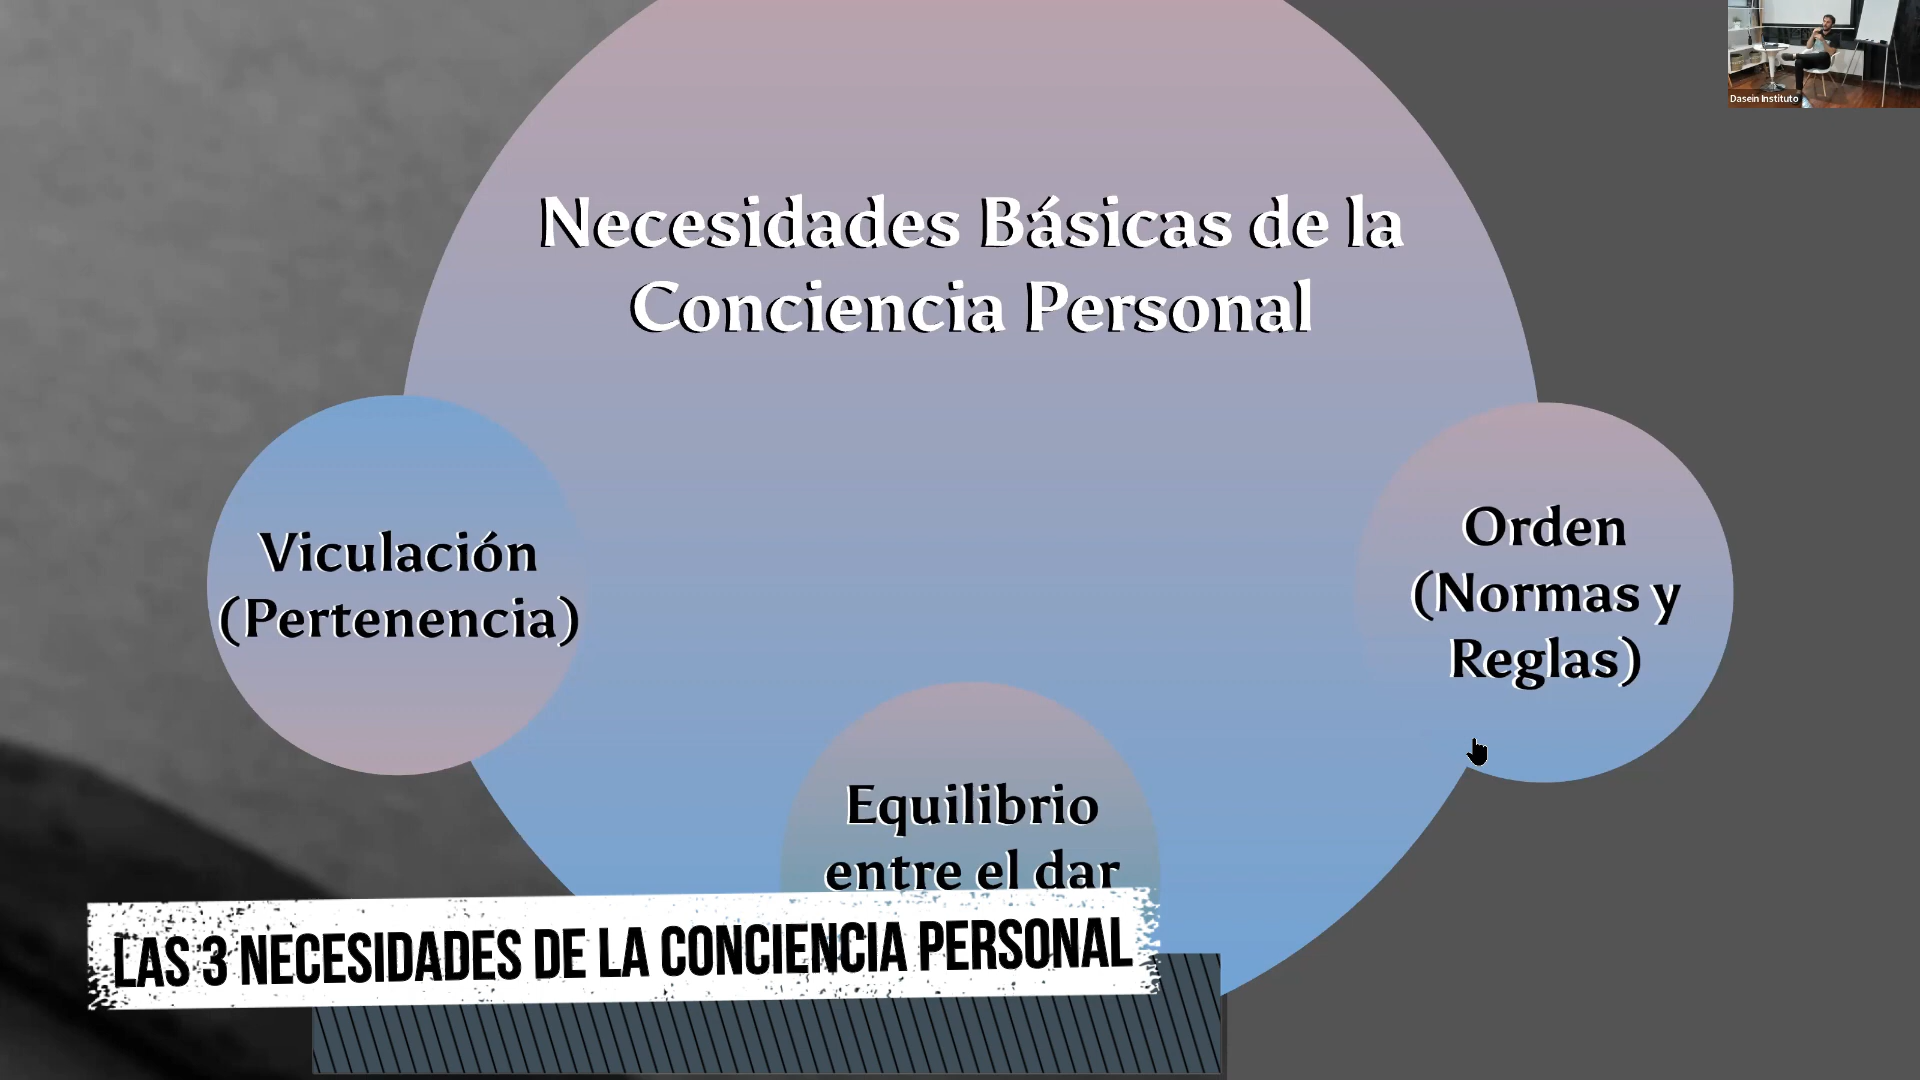 Dasein Instituto
Necesidades Básicas de la
Conciencia Personal
Viculación
(Pertenencia)
Orden
(Normas y
Reglas)
Equilibrio
entre el dar
LAS 3 NECESIDADES DE LA CONCIENCIA PERSONAL